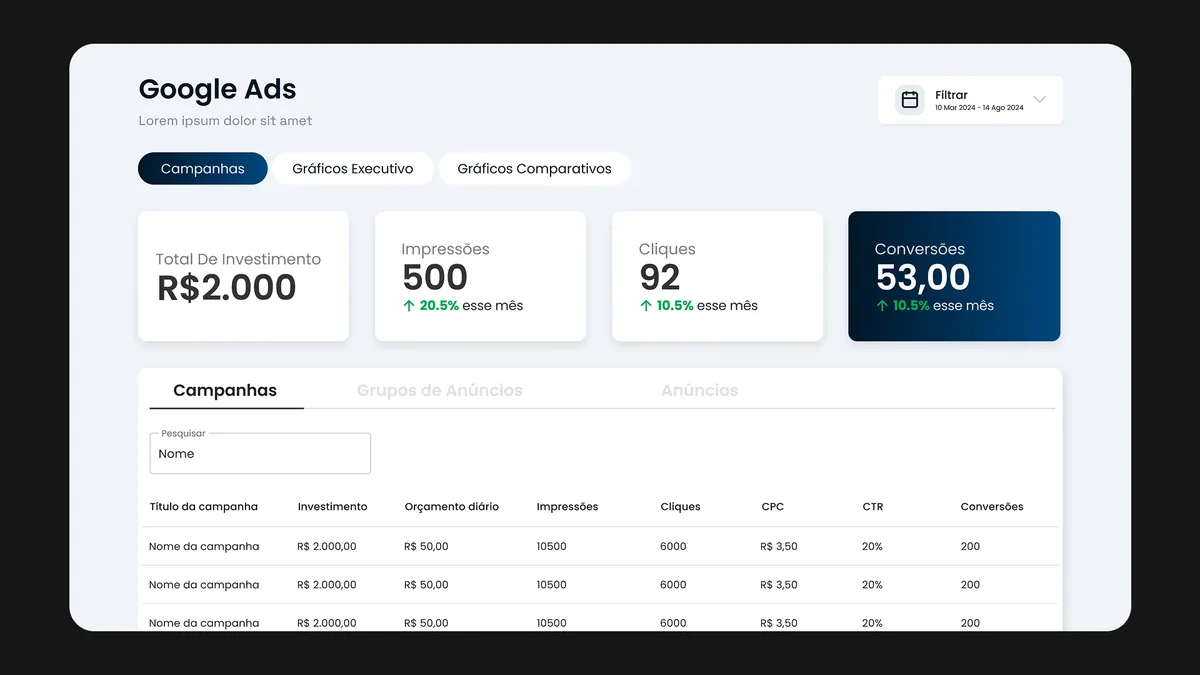 Google Ads
Lorem ipsum dolor sit amet
Filtrar
10 Mar 2024 - 14 Ago 2024
Campanhas Gráficos Executivo Gráficos Comparativos
Total De Investimento
R$2.000
Impressões
500
↑ 20.5% esse mês
Cliques
92
↑ 10.5% esse mês
Conversões
53,00
↑ 10.5% esse mês
Campanhas Grupos de Anúncios Anúncios
Pesquisar
Nome
Título da campanha Investimento Orçamento diário Impressões Cliques CPC CTR Conversões
Nome da campanha R$ 2.000,00 R$ 50,00 10500 6000 R$ 3,50 20% 200
Nome da campanha R$ 2.000,00 R$ 50,00 10500 6000 R$ 3,50 20% 200
Nome da campanha R$ 2.000,00 R$ 50,00 10500 6000 R$ 3,50 20% 200